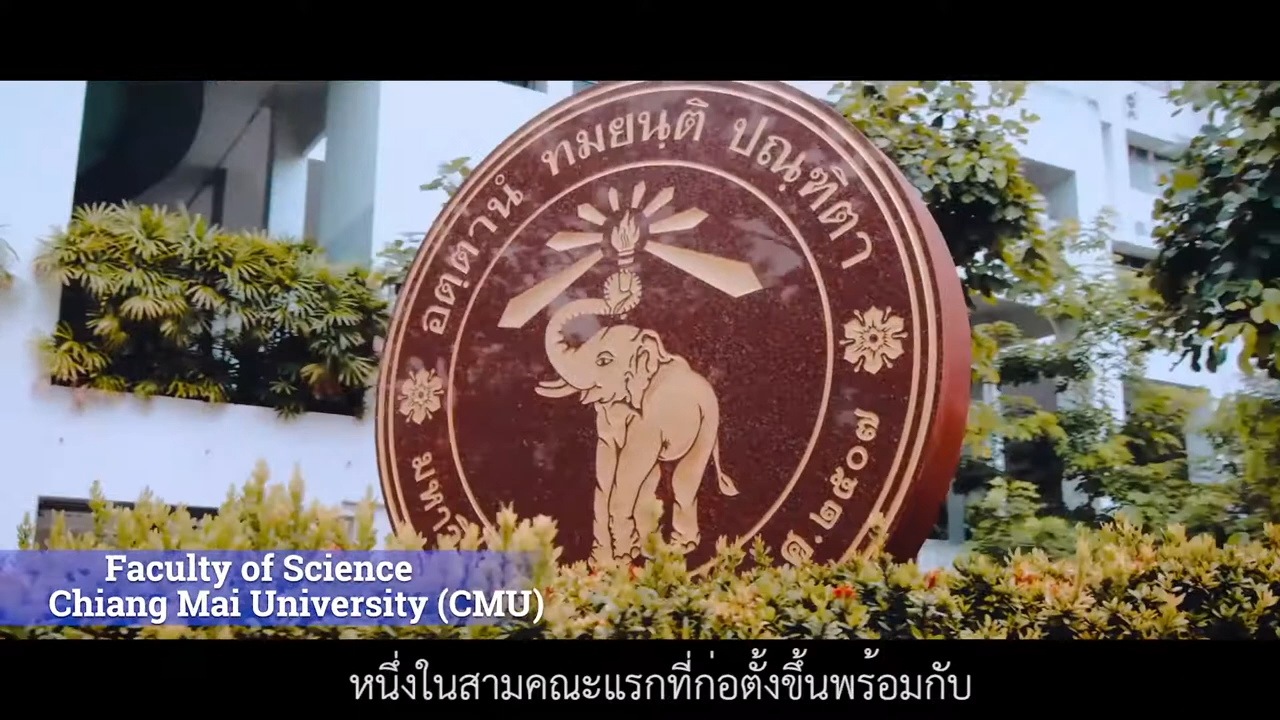 อตฺตานํ ทมยนฺติ ปณฺฑิตา
๒๕๐๗
Faculty of Science
Chiang Mai University (CMU)
หนึ่งในสามคณะแรกที่ก่อตั้งขึ้นพร้อมกับ